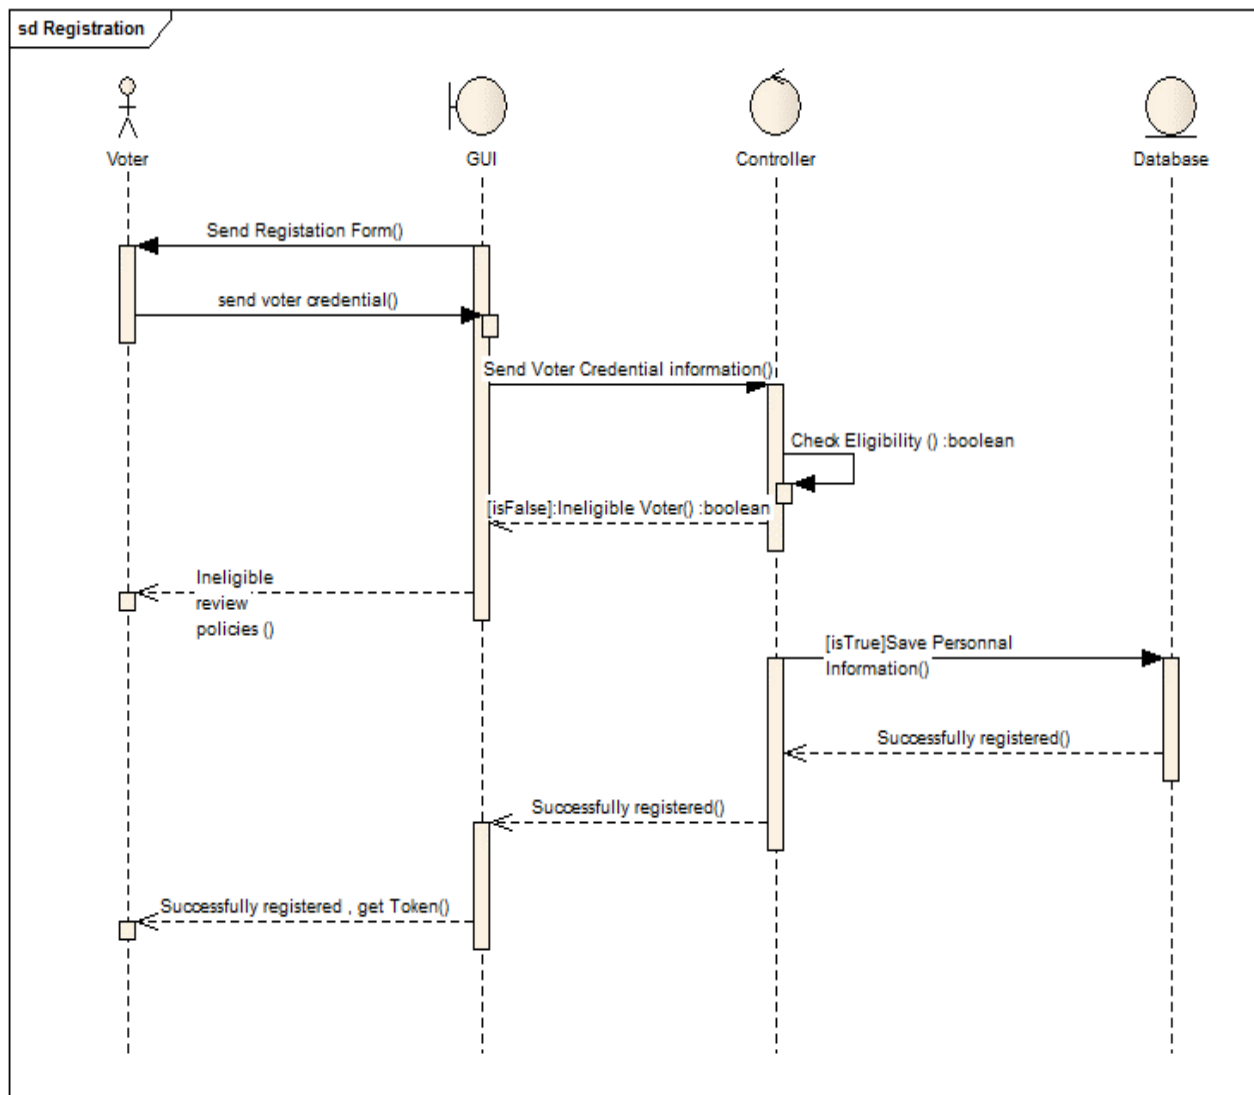 sd Registration
Voter
GUI
Controller
Database
Send Registation Form()
send voter credential()
Send Voter Credential information()
Check Eligibility () :boolean
[isFalse]:Ineligible Voter() :boolean
Ineligible
review
policies ()
[isTrue]Save Personnal
Information()
Successfully registered()
Successfully registered()
Successfully registered , get Token()